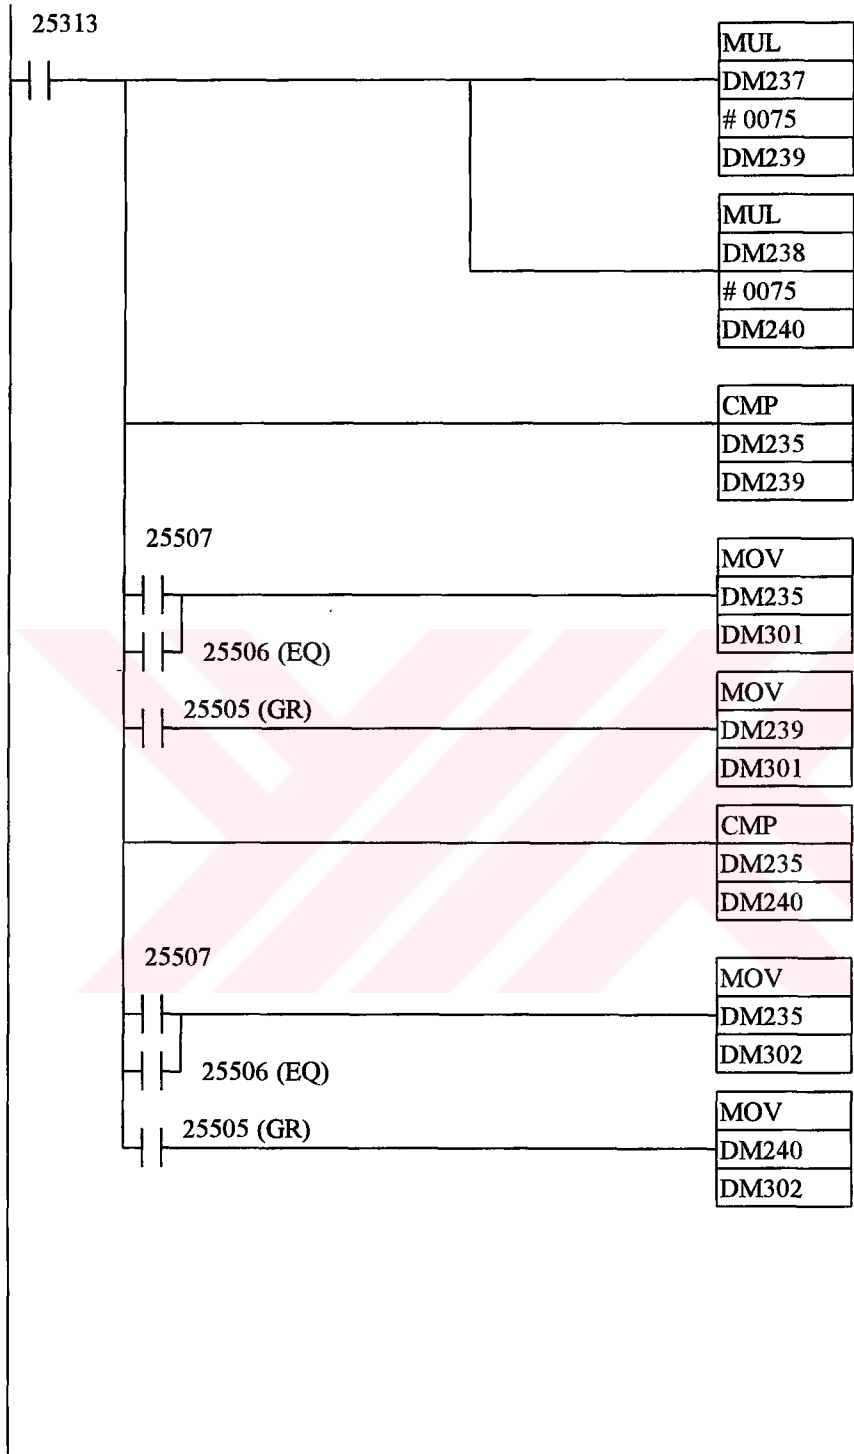 25313
MUL
DM237
# 0075
DM239
MUL
DM238
# 0075
DM240
CMP
DM235
DM239
25507
MOV
DM235
DM301
25506 (EQ)
25505 (GR)
MOV
DM239
DM301
CMP
DM235
DM240
25507
MOV
DM235
DM302
25506 (EQ)
25505 (GR)
MOV
DM240
DM302